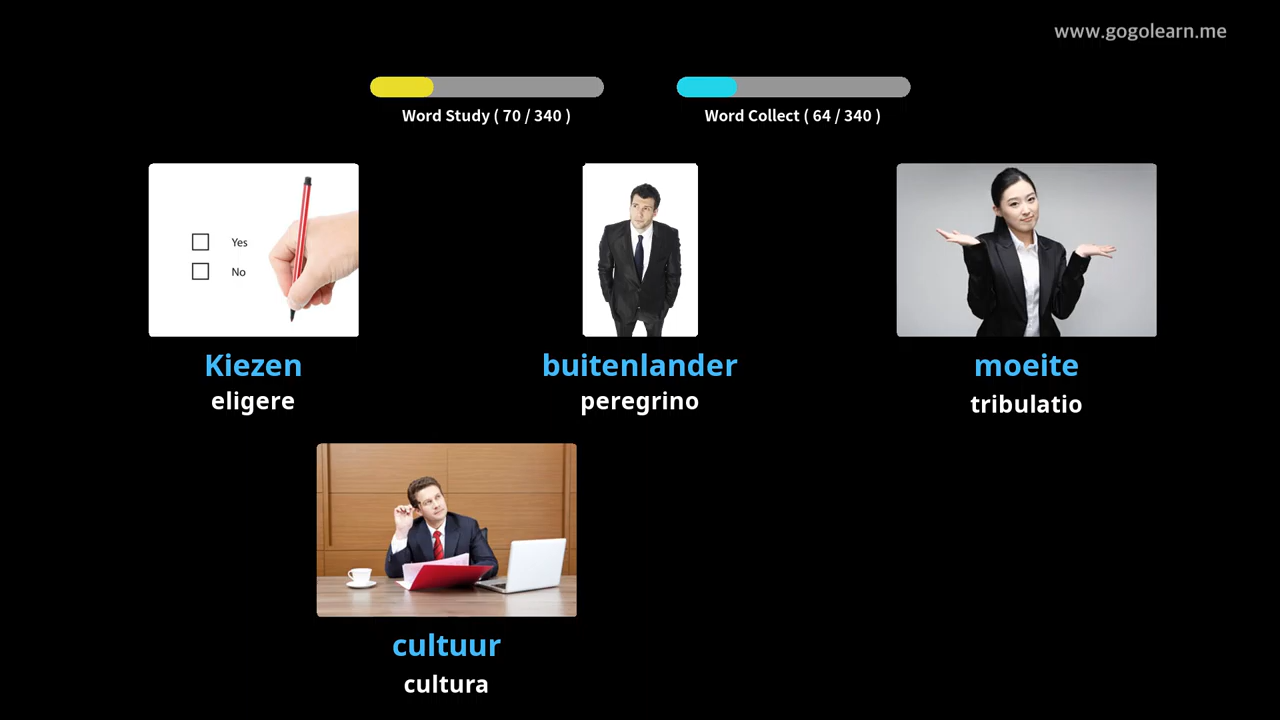 www.gogolearn.me
Word Study ( 70 / 340 )
Word Collect ( 64 / 340 )
Yes
No
Kiezen
eligere
buitenlander
peregrino
moeite
tribulatio
cultuur
cultura